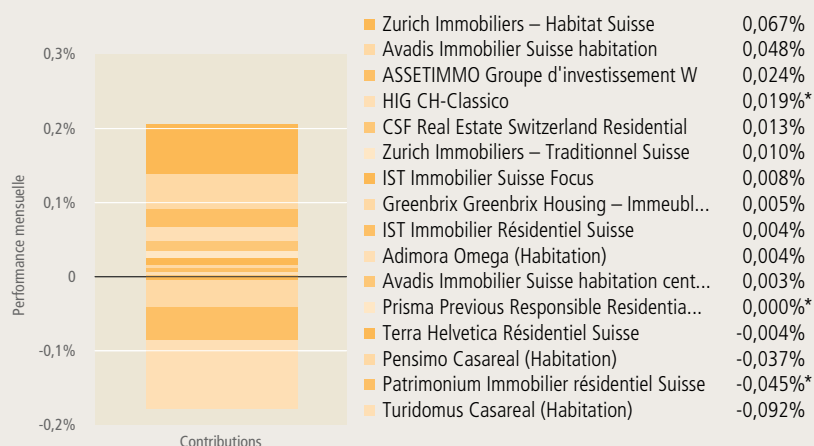 Performance mensuelle
0,3%
0,2%
0,1%
0
-0,1%
-0,2%
Contributions
Zurich Immobiliers – Habitat Suisse 0,067%
Avadis Immobilier Suisse habitation 0,048%
ASSETIMMO Groupe d'investissement W 0,024%
HIG CH-Classico 0,019%*
CSF Real Estate Switzerland Residential 0,013%
Zurich Immobiliers – Traditionnel Suisse 0,010%
IST Immobilier Suisse Focus 0,008%
Greenbrix Greenbrix Housing – Immeubl... 0,005%
IST Immobilier Résidentiel Suisse 0,004%
Adimora Omega (Habitation) 0,004%
Avadis Immobilier Suisse habitation cent... 0,003%
Prisma Previous Responsible Residentia... 0,000%*
Terra Helvetica Résidentiel Suisse -0,004%
Pensimo Casareal (Habitation) -0,037%
Patrimonium Immobilier résidentiel Suisse -0,045%*
Turidomus Casareal (Habitation) -0,092%